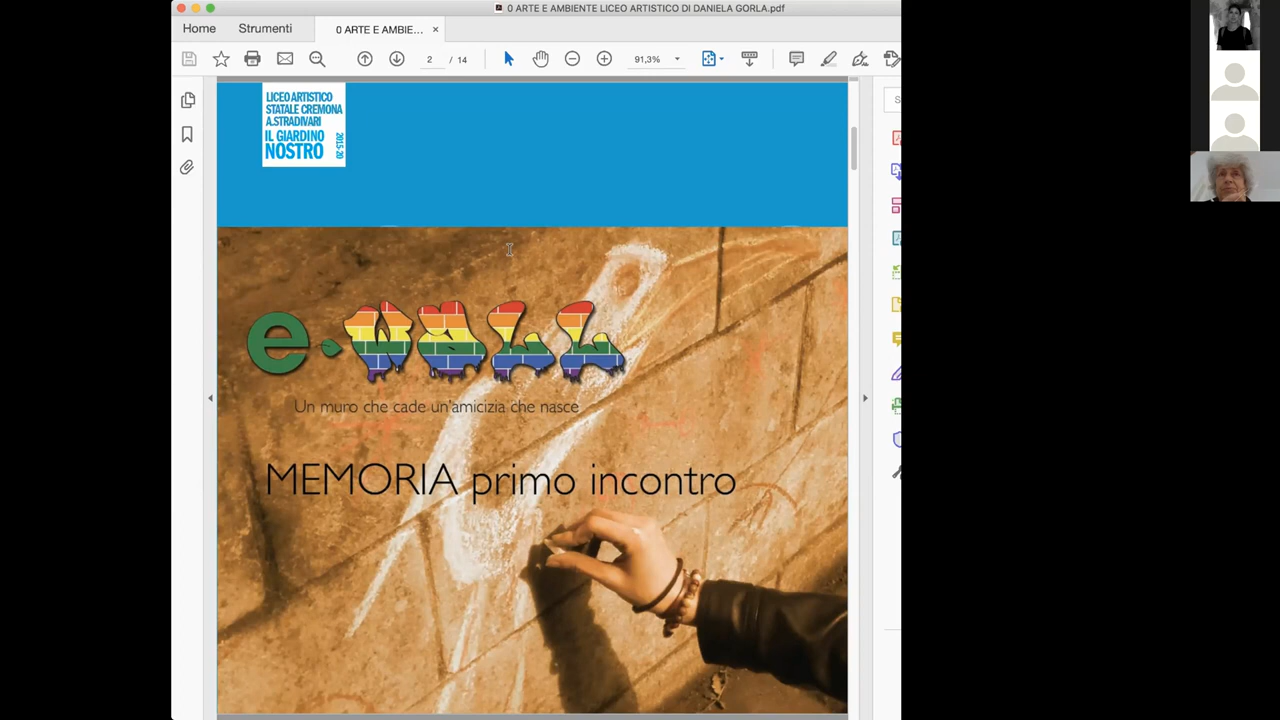 0 ARTE E AMBIENTE LICEO ARTISTICO DI DANIELA GORLA.pdf
Home Strumenti 0 ARTE E AMBIE... ×
2 / 14 91,3%
LICEO ARTISTICO
STATALE CREMONA
A.STRADIVARI
IL GIARDINO
NOSTRO
2015-20
S
e-WALL
Un muro che cade un'amicizia che nasce
MEMORIA primo incontro